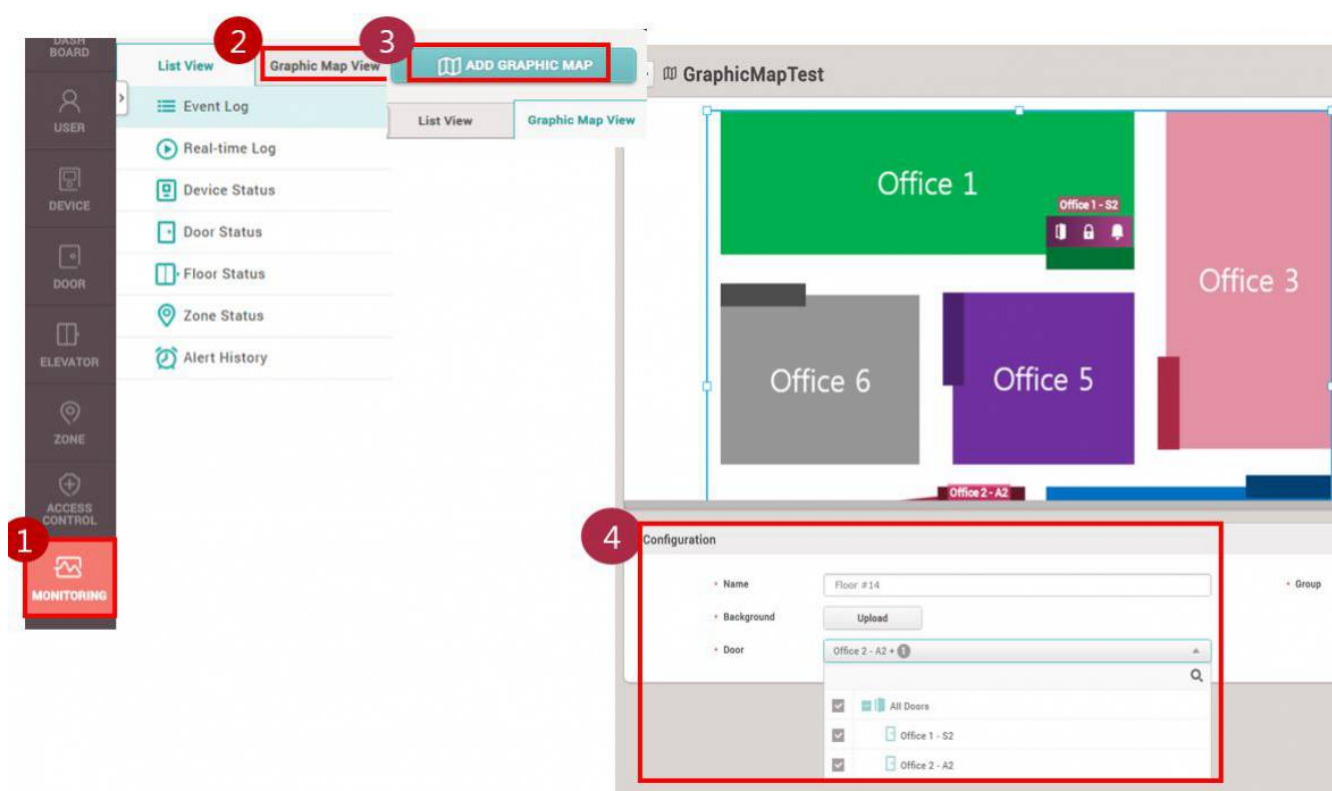 DASH
BOARD
USER
DEVICE
DOOR
ELEVATOR
ZONE
ACCESS
CONTROL
1
MONITORING
2
List View
Graphic Map View
Event Log
Real-time Log
Device Status
Door Status
Floor Status
Zone Status
Alert History
3
ADD GRAPHIC MAP
List View
Graphic Map View
GraphicMapTest
Office 1
Office 1 - S2
Office 3
Office 6
Office 5
Office 2 - A2
4
Configuration
• Name
Floor #14
• Group
• Background
Upload
• Door
Office 2 - A2 + 1
All Doors
Office 1 - S2
Office 2 - A2